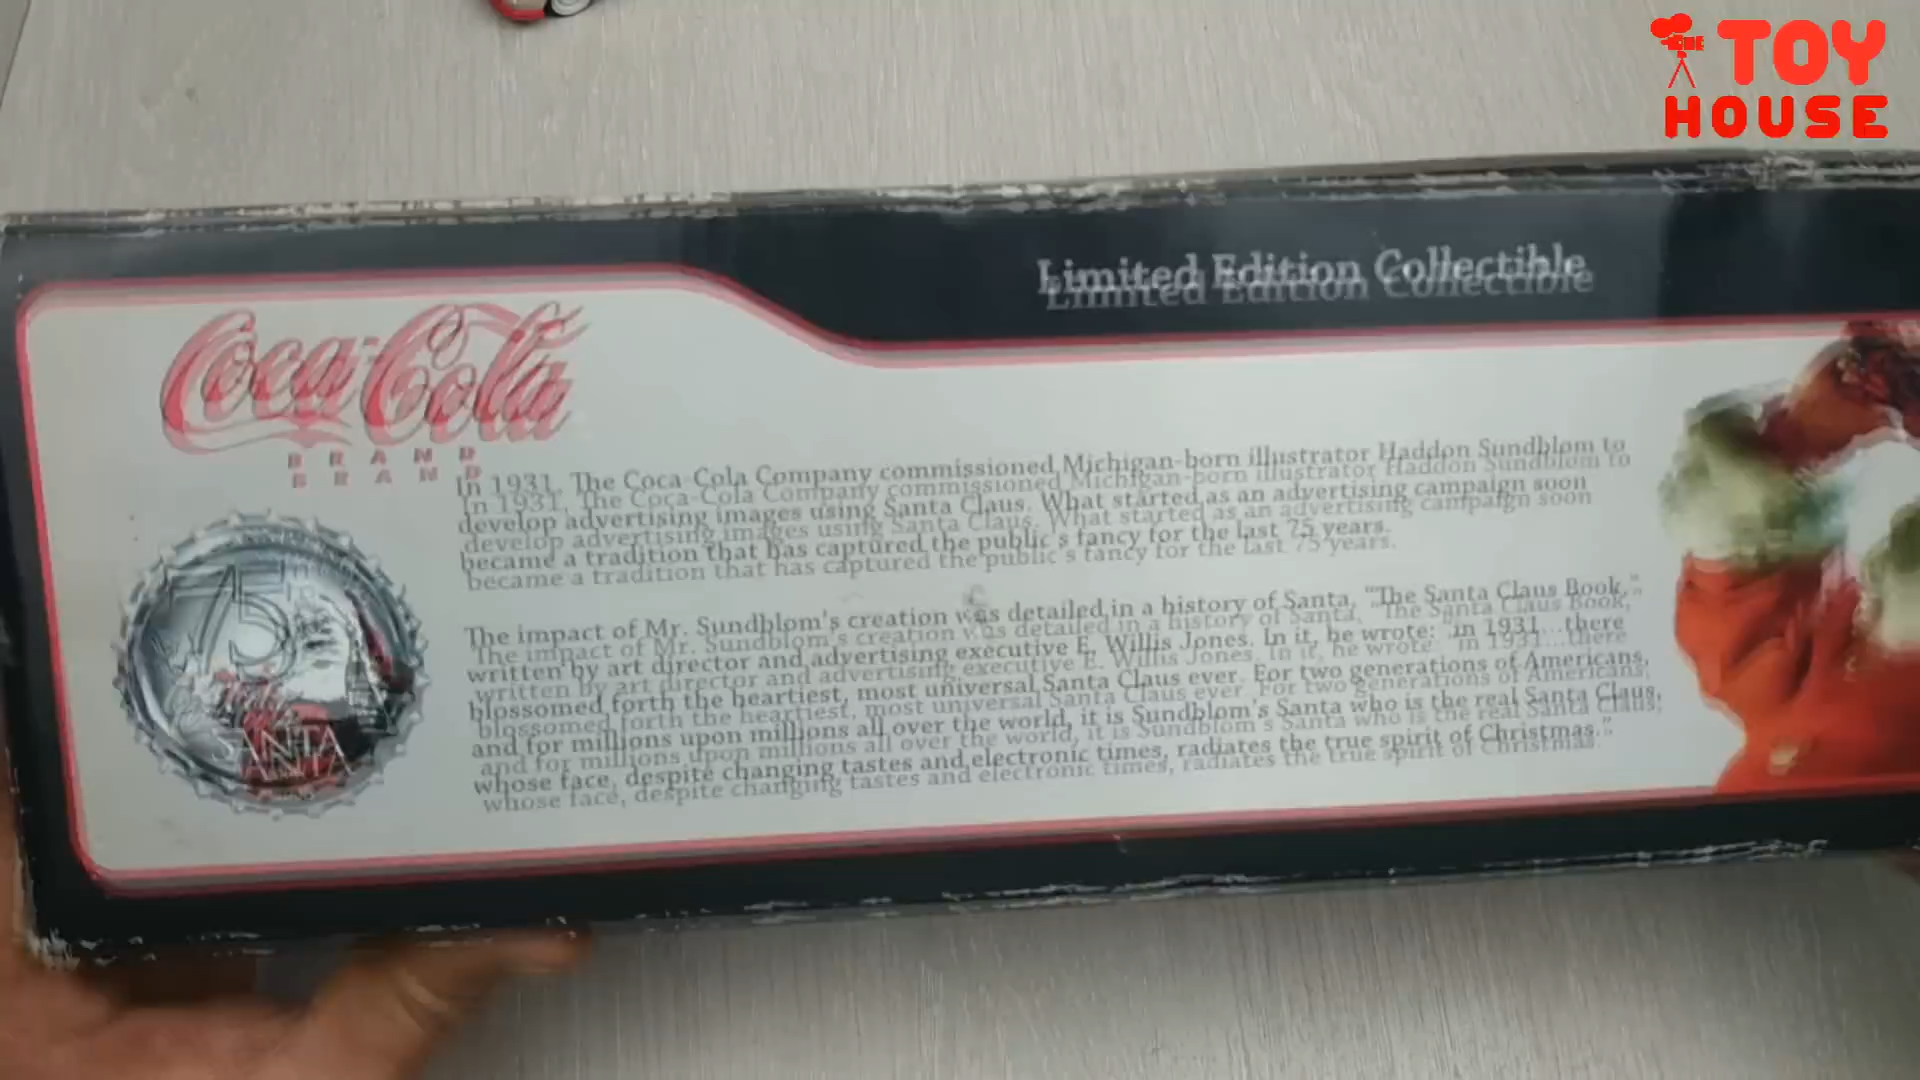 TOY
HOUSE
Limited Edition Collectible
Coca-Cola
BRAND
In 1931, The Coca-Cola Company commissioned Michigan-born illustrator Haddon Sundblom to
develop advertising images using Santa Claus. What started as an advertising campaign soon
became a tradition that has captured the public's fancy for the last 75 years.
The impact of Mr. Sundblom's creation was detailed in a history of Santa, "The Santa Claus Book,"
written by art director and advertising executive E. Willis Jones. In it, he wrote: "in 1931...there
blossomed forth the heartiest, most universal Santa Claus ever. For two generations of Americans,
and for millions upon millions all over the world, it is Sundblom's Santa who is the real Santa Claus,
whose face, despite changing tastes and electronic times, radiates the true spirit of Christmas."
75
SANTA